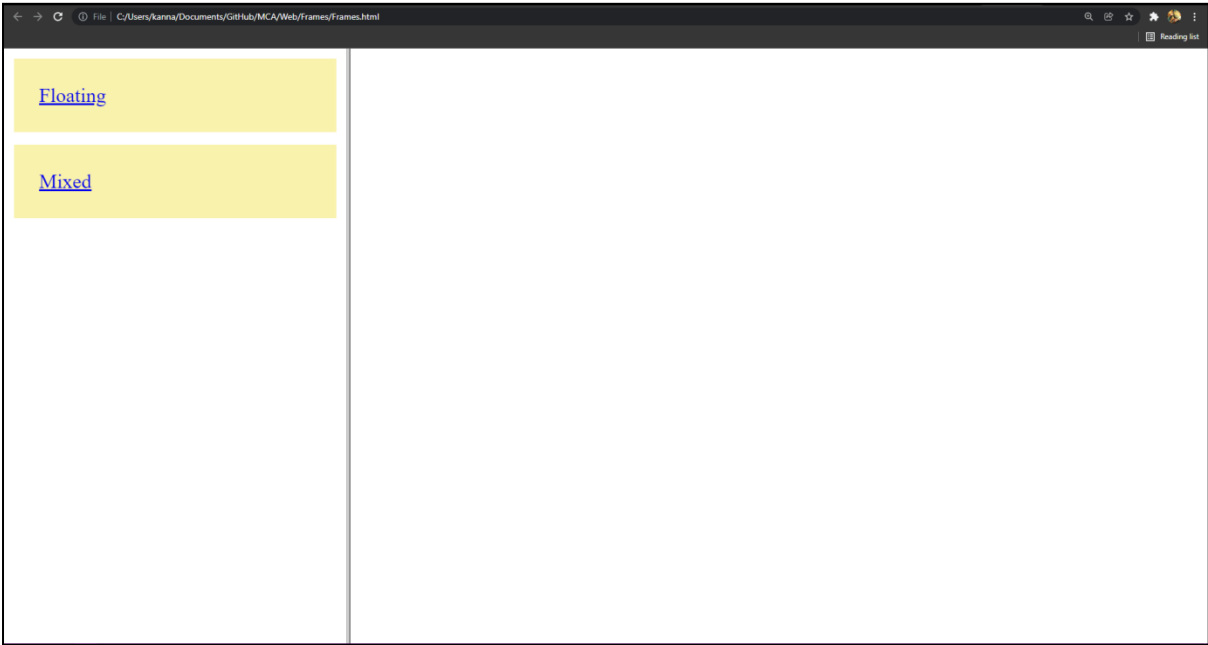 File C:/Users/kanna/Documents/GitHub/MCA/Web/Frames/Frames.html
Reading list
Floating
Mixed